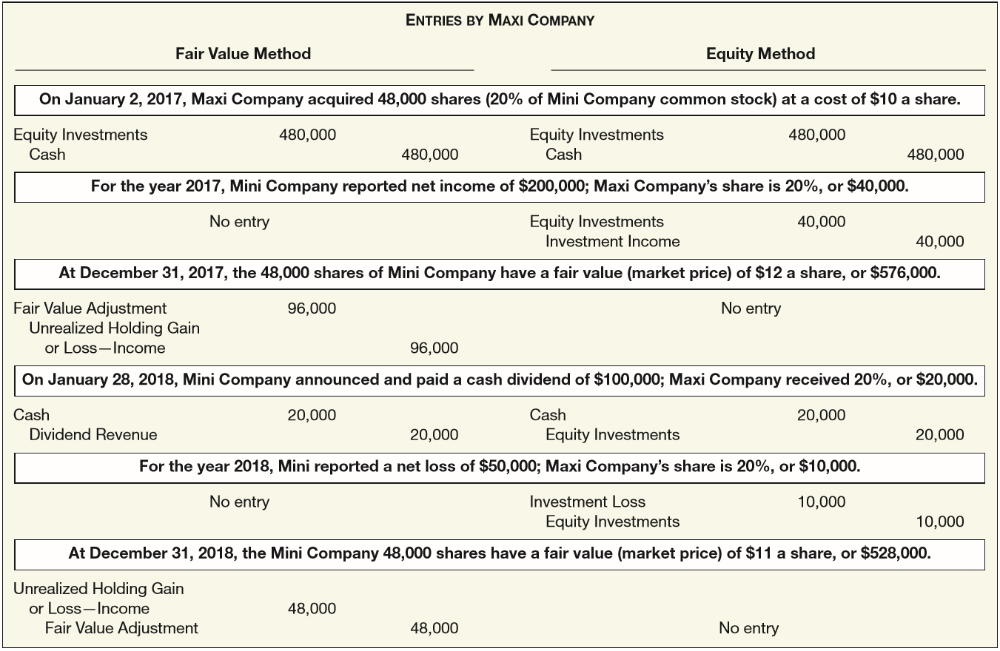 ENTRIES BY MAXI COMPANY
Fair Value Method Equity Method
On January 2, 2017, Maxi Company acquired 48,000 shares (20% of Mini Company common stock) at a cost of $10 a share.
Equity Investments 480,000 Equity Investments 480,000
Cash 480,000 Cash 480,000
For the year 2017, Mini Company reported net income of $200,000; Maxi Company's share is 20%, or $40,000.
No entry Equity Investments 40,000
Investment Income 40,000
At December 31, 2017, the 48,000 shares of Mini Company have a fair value (market price) of $12 a share, or $576,000.
Fair Value Adjustment 96,000 No entry
Unrealized Holding Gain
or Loss—Income 96,000
On January 28, 2018, Mini Company announced and paid a cash dividend of $100,000; Maxi Company received 20%, or $20,000.
Cash 20,000 Cash 20,000
Dividend Revenue 20,000 Equity Investments 20,000
For the year 2018, Mini reported a net loss of $50,000; Maxi Company's share is 20%, or $10,000.
No entry Investment Loss 10,000
Equity Investments 10,000
At December 31, 2018, the Mini Company 48,000 shares have a fair value (market price) of $11 a share, or $528,000.
Unrealized Holding Gain
or Loss—Income 48,000
Fair Value Adjustment 48,000 No entry